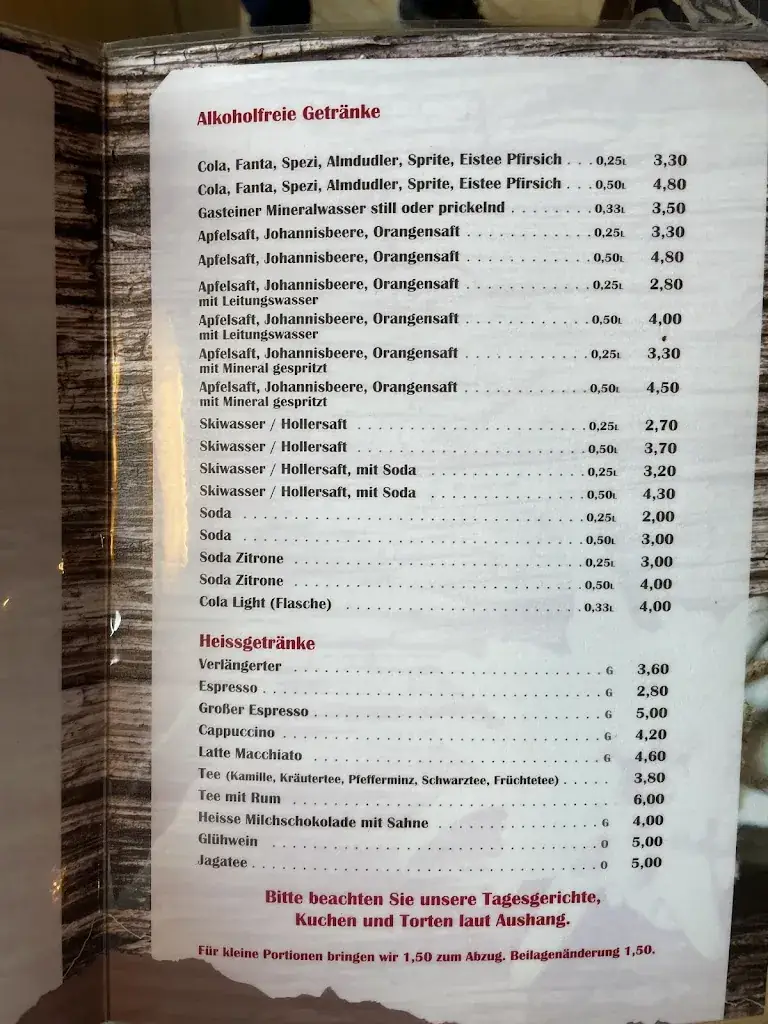 Alkoholfreie Getränke
Cola, Fanta, Spezi, Almdudler, Sprite, Eistee Pfirsich . . . 0,25L 3,30
Cola, Fanta, Spezi, Almdudler, Sprite, Eistee Pfirsich . . . 0,50L 4,80
Gasteiner Mineralwasser still oder prickelnd . . . . . . . . 0,33L 3,50
Apfelsaft, Johannisbeere, Orangensaft . . . . . . . . . . . . 0,25L 3,30
Apfelsaft, Johannisbeere, Orangensaft . . . . . . . . . . . . 0,50L 4,80
Apfelsaft, Johannisbeere, Orangensaft . . . . . . . . . . . . 0,25L 2,80
mit Leitungswasser
Apfelsaft, Johannisbeere, Orangensaft . . . . . . . . . . . . 0,50L 4,00
mit Leitungswasser
Apfelsaft, Johannisbeere, Orangensaft . . . . . . . . . . . . 0,25L 3,30
mit Mineral gespritzt
Apfelsaft, Johannisbeere, Orangensaft . . . . . . . . . . . . 0,50L 4,50
mit Mineral gespritzt
Skiwasser / Hollersaft . . . . . . . . . . . . . . . . . . . . . 0,25L 2,70
Skiwasser / Hollersaft . . . . . . . . . . . . . . . . . . . . . 0,50L 3,70
Skiwasser / Hollersaft, mit Soda . . . . . . . . . . . . . . 0,25L 3,20
Skiwasser / Hollersaft, mit Soda . . . . . . . . . . . . . . 0,50L 4,30
Soda . . . . . . . . . . . . . . . . . . . . . . . . . . . . . . . 0,25L 2,00
Soda . . . . . . . . . . . . . . . . . . . . . . . . . . . . . . . 0,50L 3,00
Soda Zitrone . . . . . . . . . . . . . . . . . . . . . . . . . . 0,25L 3,00
Soda Zitrone . . . . . . . . . . . . . . . . . . . . . . . . . . 0,50L 4,00
Cola Light (Flasche) . . . . . . . . . . . . . . . . . . . . . 0,33L 4,00
Heissgetränke
Verlängerter . . . . . . . . . . . . . . . . . . . . . . . . . . . . G 3,60
Espresso . . . . . . . . . . . . . . . . . . . . . . . . . . . . . . . G 2,80
Großer Espresso . . . . . . . . . . . . . . . . . . . . . . . . . . G 5,00
Cappuccino . . . . . . . . . . . . . . . . . . . . . . . . . . . . . G 4,20
Latte Macchiato . . . . . . . . . . . . . . . . . . . . . . . . . . G 4,60
Tee (Kamille, Kräutertee, Pfefferminz, Schwarztee, Früchtetee) . . . . . 3,80
Tee mit Rum . . . . . . . . . . . . . . . . . . . . . . . . . . . . 6,00
Heisse Milchschokolade mit Sahne . . . . . . . . . . . . . . G 4,00
Glühwein . . . . . . . . . . . . . . . . . . . . . . . . . . . . . . O 5,00
Jagatee . . . . . . . . . . . . . . . . . . . . . . . . . . . . . . . O 5,00
Bitte beachten Sie unsere Tagesgerichte,
Kuchen und Torten laut Aushang.
Für kleine Portionen bringen wir 1,50 zum Abzug. Beilagenänderung 1,50.